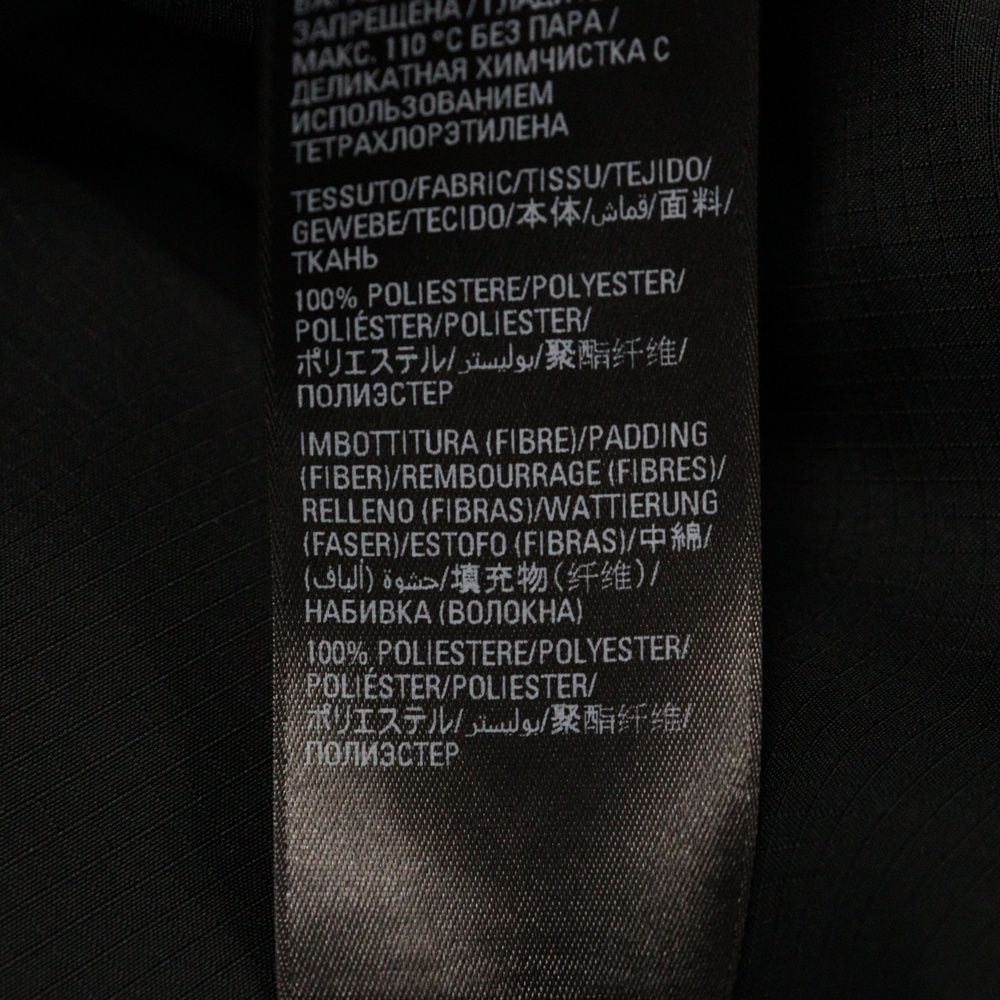 ЗАПРЕЩЕНА /
МАКС. 110 °C БЕЗ ПАРА /
ДЕЛИКАТНАЯ ХИМЧИСТКА С
ИСПОЛЬЗОВАНИЕМ
ТЕТРАХЛОРЭТИЛЕНА
TESSUTO/FABRIC/TISSU/TEJIDO/
GEWEBE/TECIDO/本体/قماش/面料/
ТКАНЬ
100% POLIESTERE/POLYESTER/
POLIÉSTER/POLIESTER/
ポリエステル/بوليستر/聚酯纤维/
ПОЛИЭСТЕР
IMBOTTITURA (FIBRE)/PADDING
(FIBER)/REMBOURRAGE (FIBRES)/
RELLENO (FIBRAS)/WATTIERUNG
(FASER)/ESTOFO (FIBRAS)/中綿/
حشوة (ألياف)/填充物(纤维)/
НАБИВКА (ВОЛОКНА)
100% POLIESTERE/POLYESTER/
POLIÉSTER/POLIESTER/
ポリエステル/بوليستر/聚酯纤维/
ПОЛИЭСТЕР